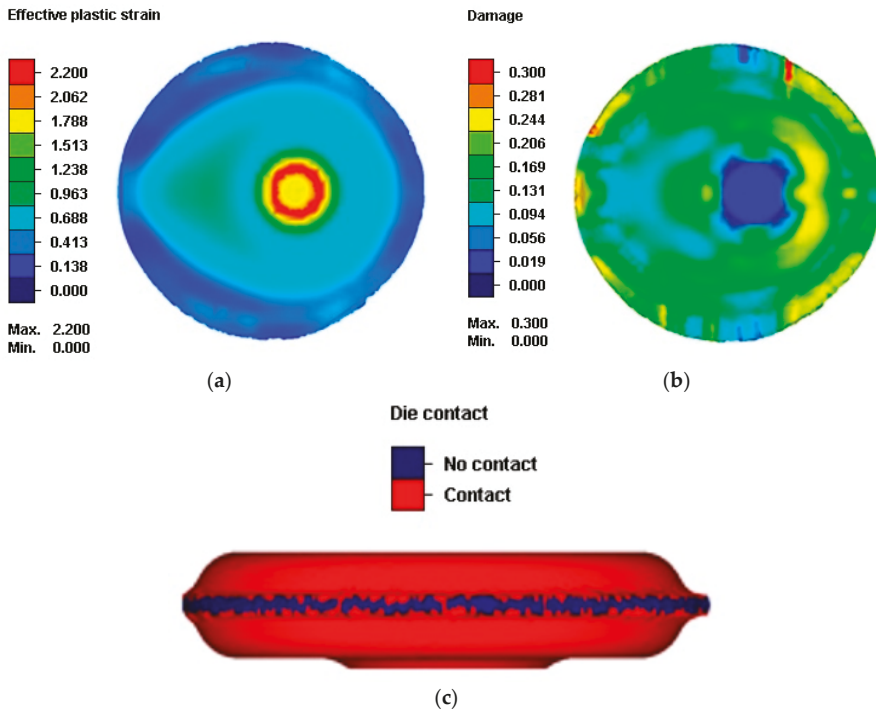 Effective plastic strain
2.200
2.062
1.788
1.513
1.238
0.963
0.688
0.413
0.138
0.000
Max. 2.200
Min. 0.000
(a)
Damage
0.300
0.281
0.244
0.206
0.169
0.131
0.094
0.056
0.019
0.000
Max. 0.300
Min. 0.000
(b)
Die contact
No contact
Contact
(c)